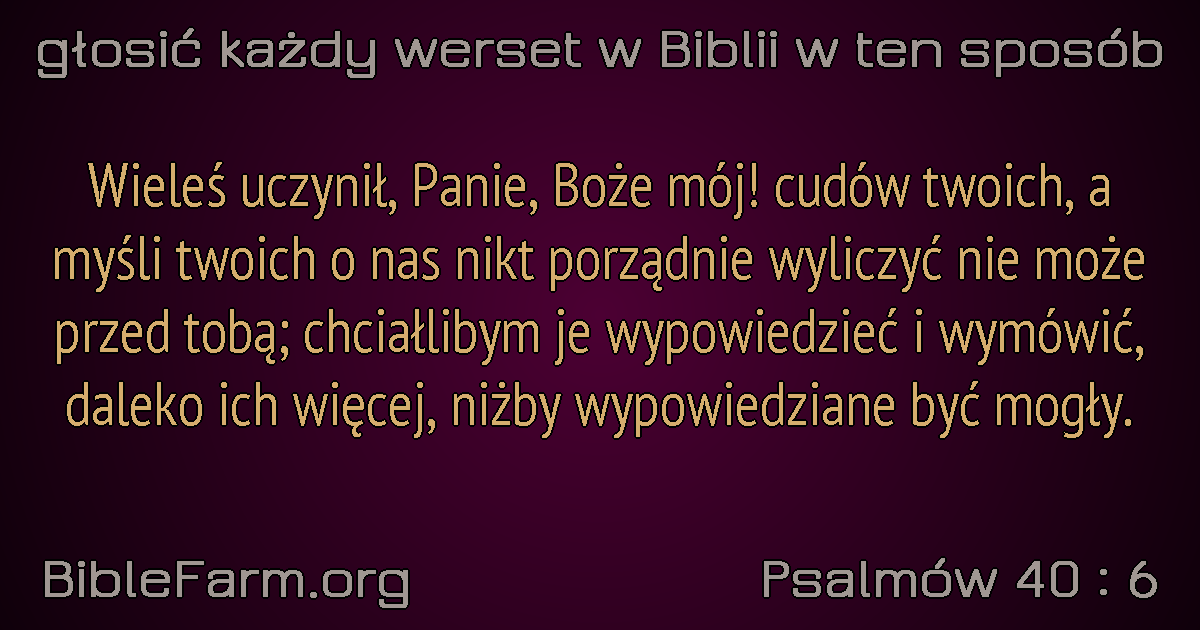 głosić każdy werset w Biblii w ten sposób
Wieleś uczynił, Panie, Boże mój! cudów twoich, a
myśli twoich o nas nikt porządnie wyliczyć nie może
przed tobą; chciałlibym je wypowiedzieć i wymówić,
daleko ich więcej, niżby wypowiedziane być mogły.
BibleFarm.org
Psalmów 40 : 6